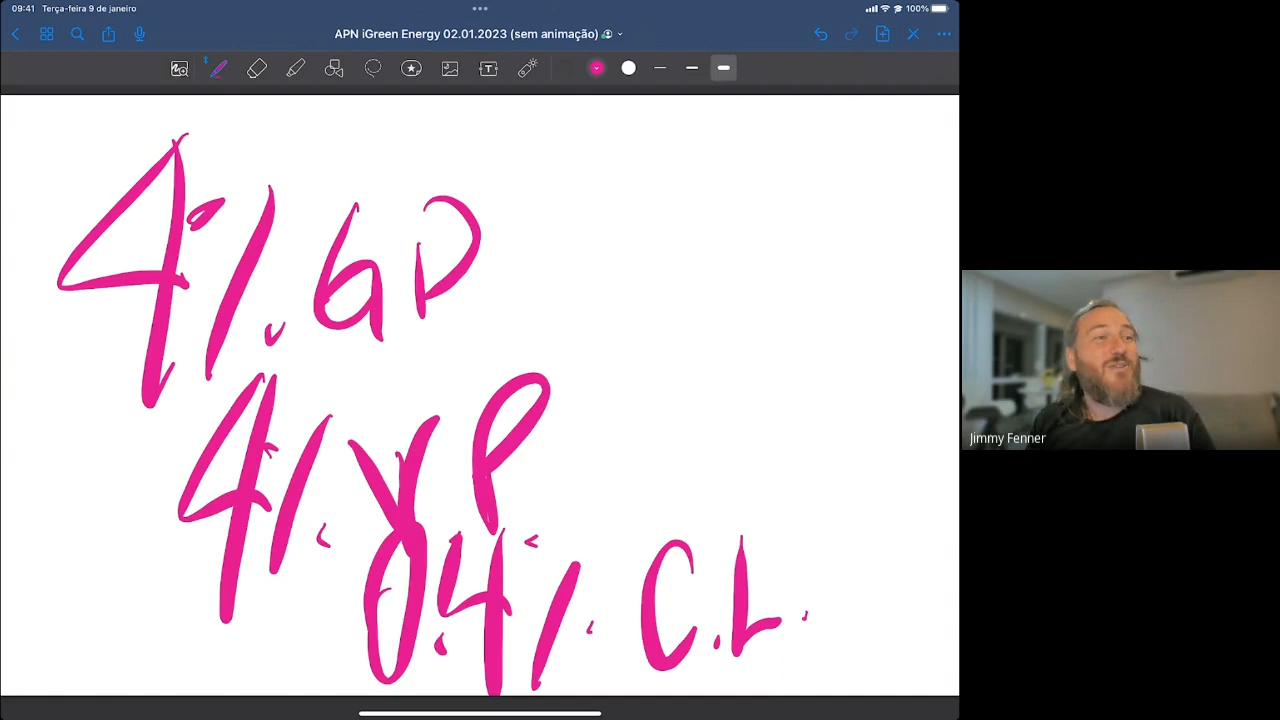 09:41 Terça-feira 9 de janeiro
100%
APN iGreen Energy 02.01.2023 (sem animação)
4% GD
4% VP
0.4% C.L.
Jimmy Fenner